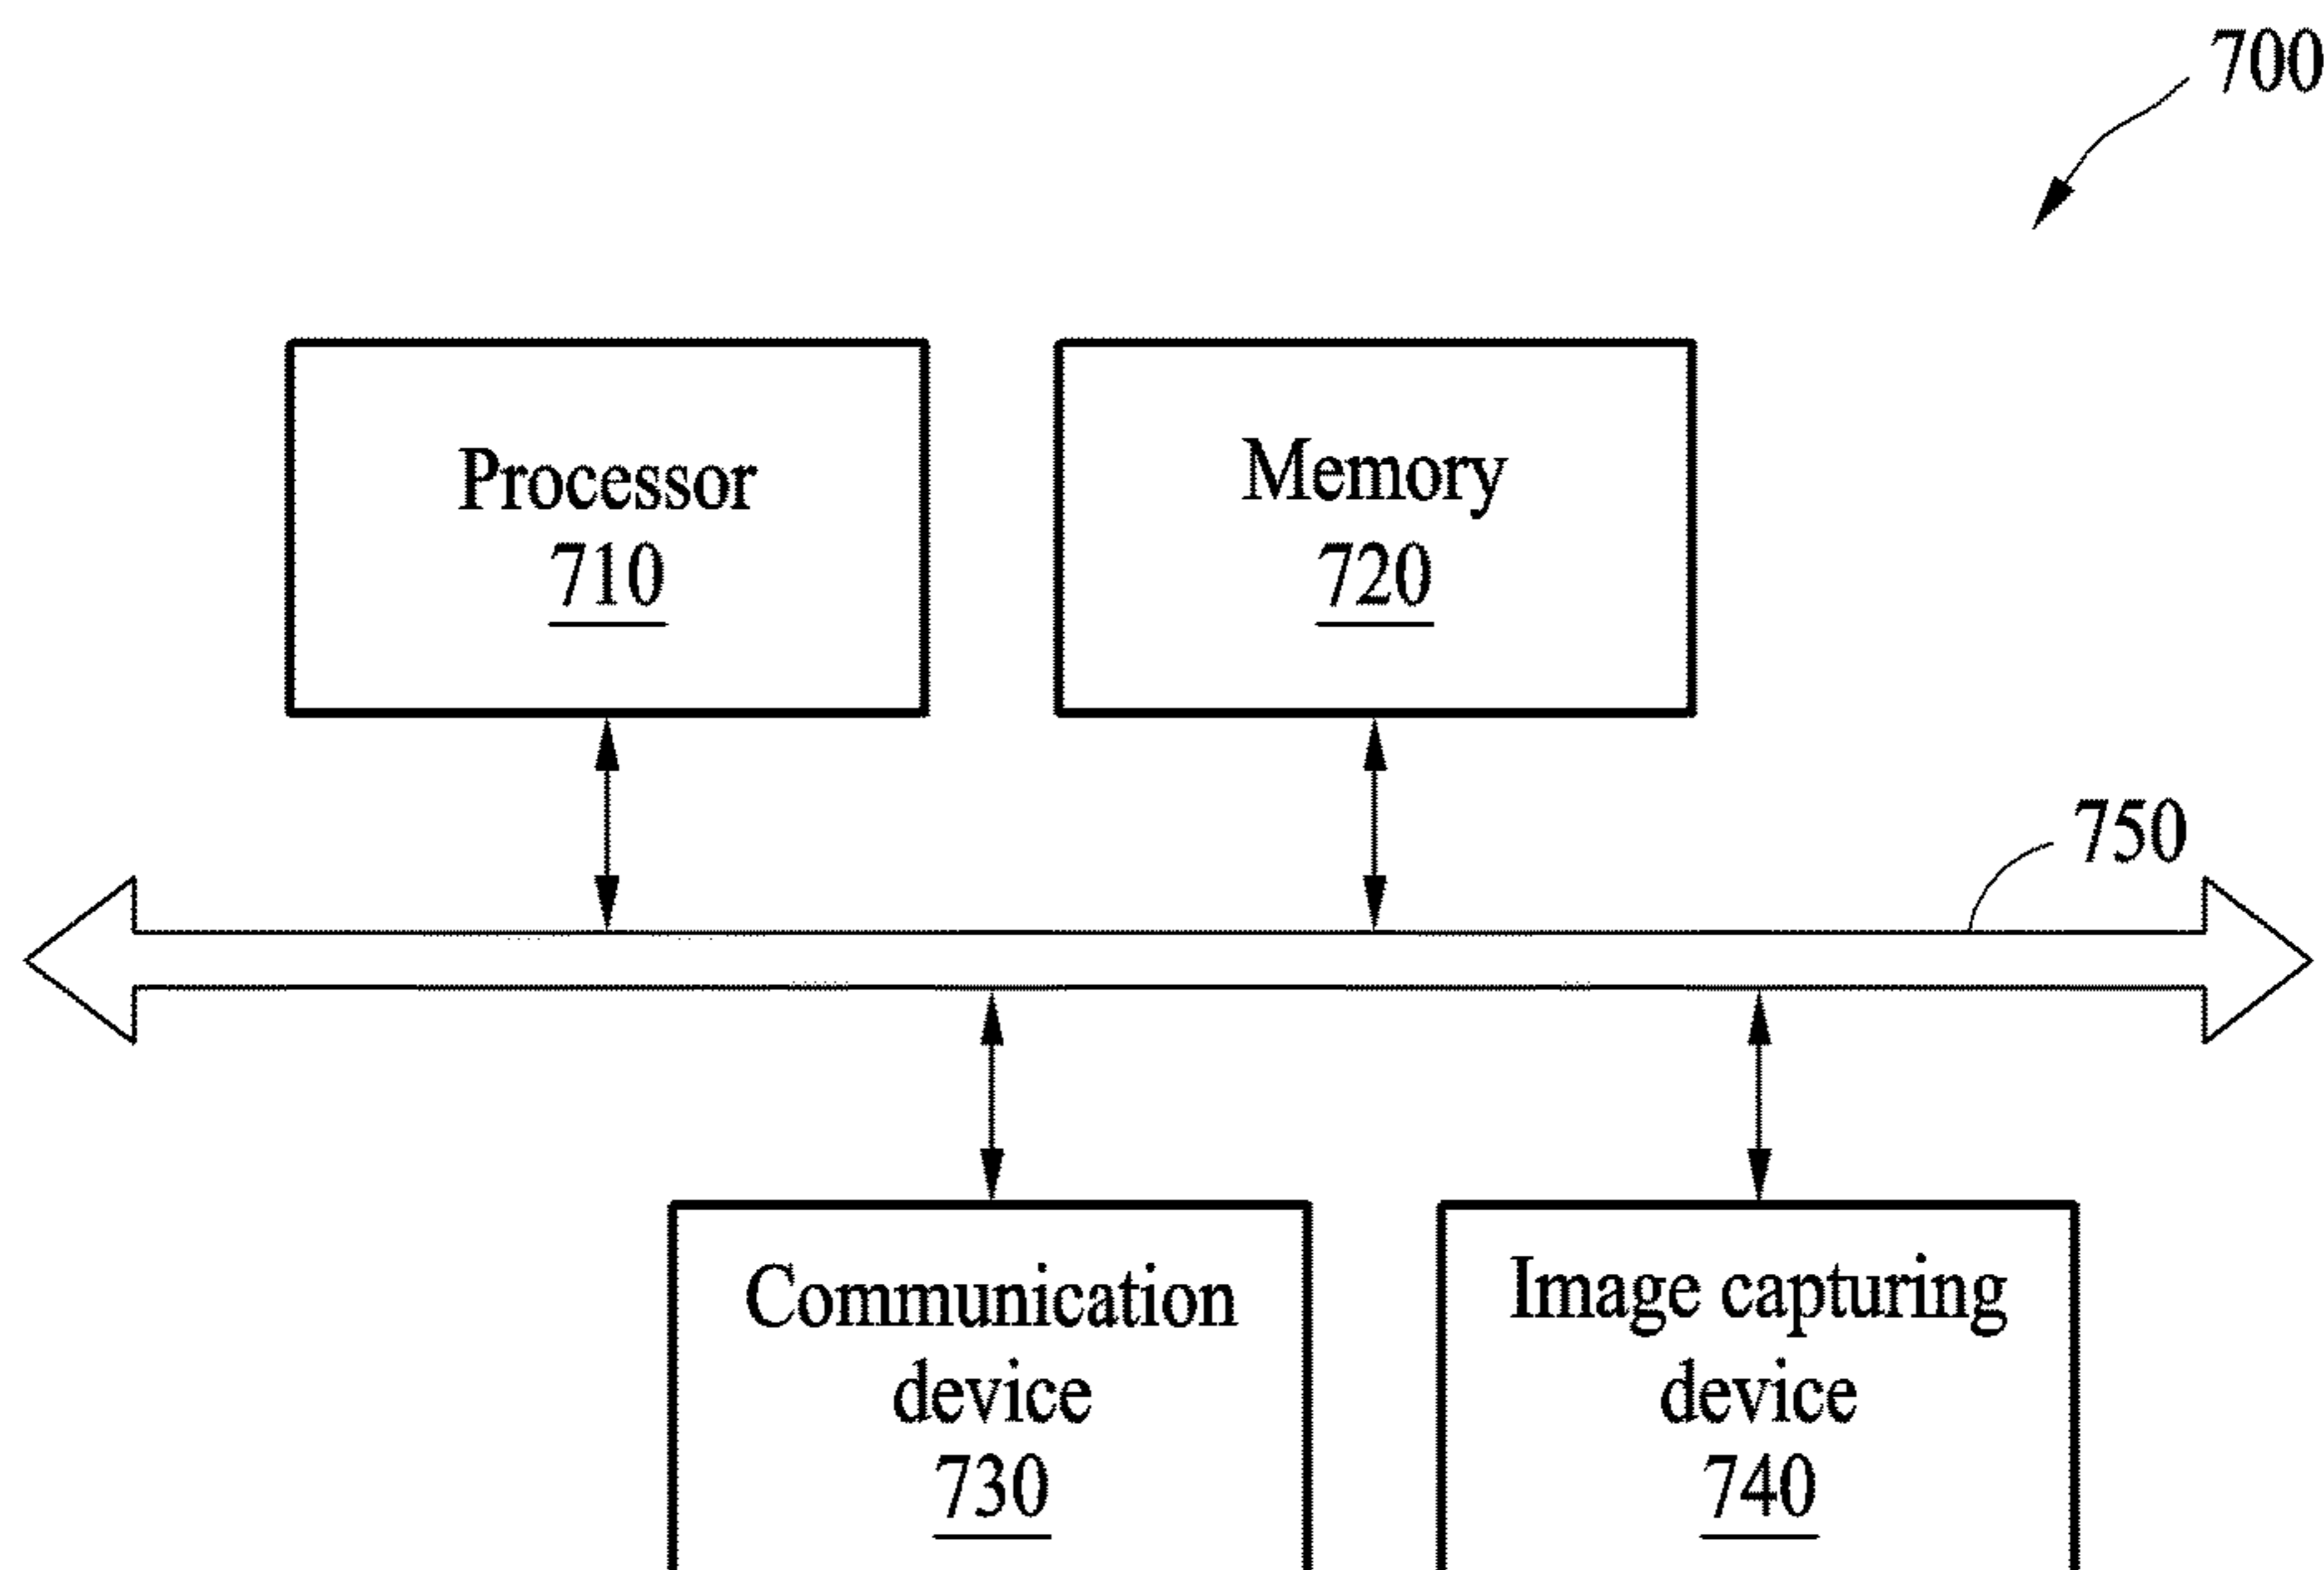 700
Processor
710
Memory
720
750
Communication
device
730
Image capturing
device
740